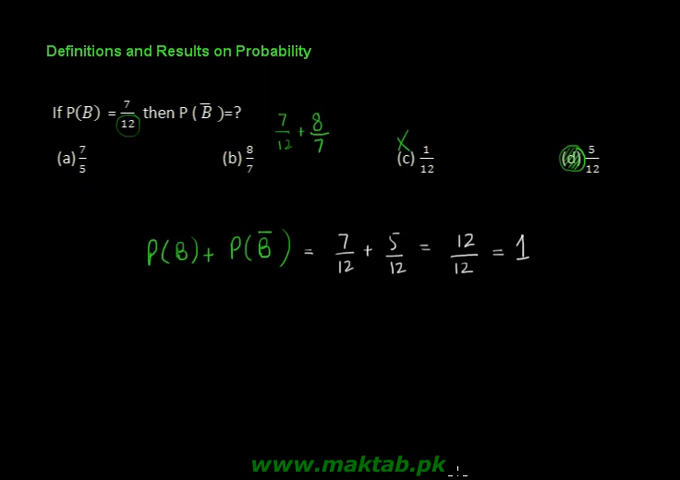 Definitions and Results on Probability
If P(B) = 7/12 then P ( B̅ )=?
7/12 + 8/7
(a) 7/5 (b) 8/7 (c) 1/12 (d) 5/12
P(B) + P(B̅) = 7/12 + 5/12 = 12/12 = 1
www.maktab.pk